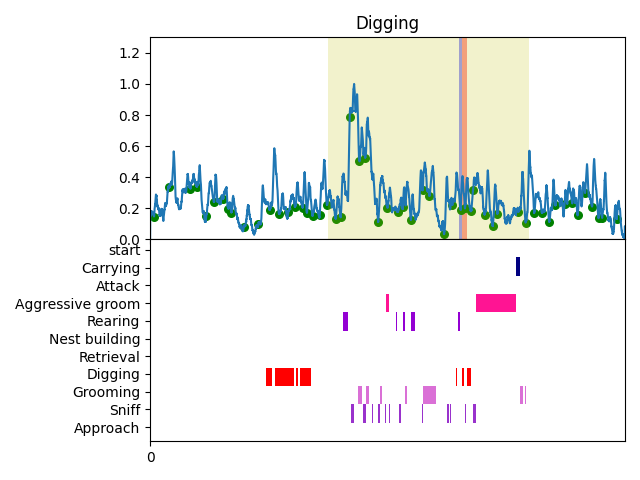 Digging
1.2
1.0
0.8
0.6
0.4
0.2
0.0
start
Carrying
Attack
Aggressive groom
Rearing
Nest building
Retrieval
Digging
Grooming
Sniff
Approach
0